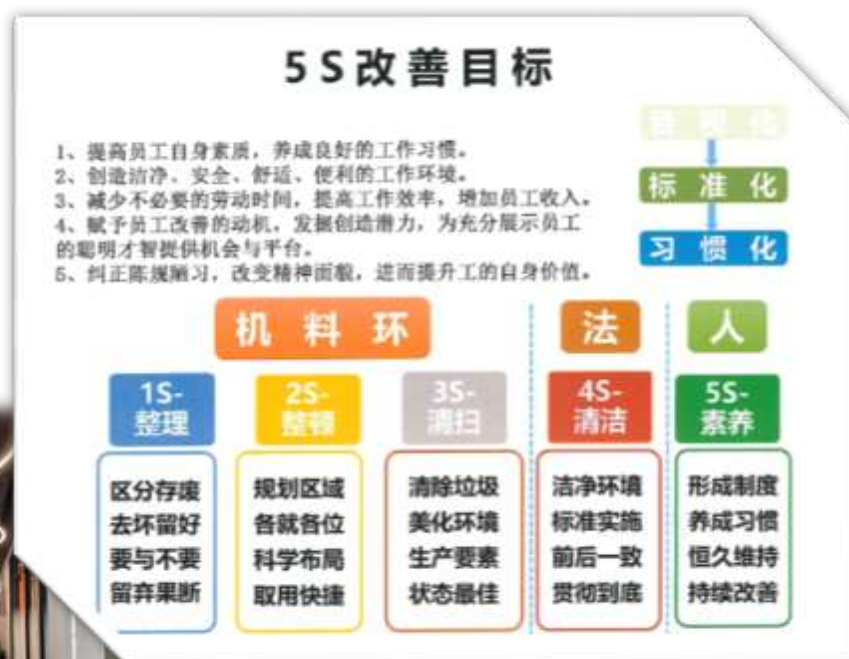 5S改善目标
1、提高员工自身素质，养成良好的工作习惯。
2、创造洁净、安全、舒适、便利的工作环境。
3、减少不必要的劳动时间，提高工作效率，增加员工收入。
4、赋予员工改善的动机，发掘创造潜力，为充分展示员工
的聪明才智提供机会与平台。
5、纠正陈规陋习，改变精神面貌，进而提升工的自身价值。
标准化
习惯化
机料环
法
人
1S-
整理
2S-
整顿
3S-
清扫
4S-
清洁
5S-
素养
区分存废
去坏留好
要与不要
留弃果断
规划区域
各就各位
科学布局
取用快捷
清除垃圾
美化环境
生产要素
状态最佳
洁净环境
标准实施
前后一致
贯彻到底
形成制度
养成习惯
恒久维持
持续改善